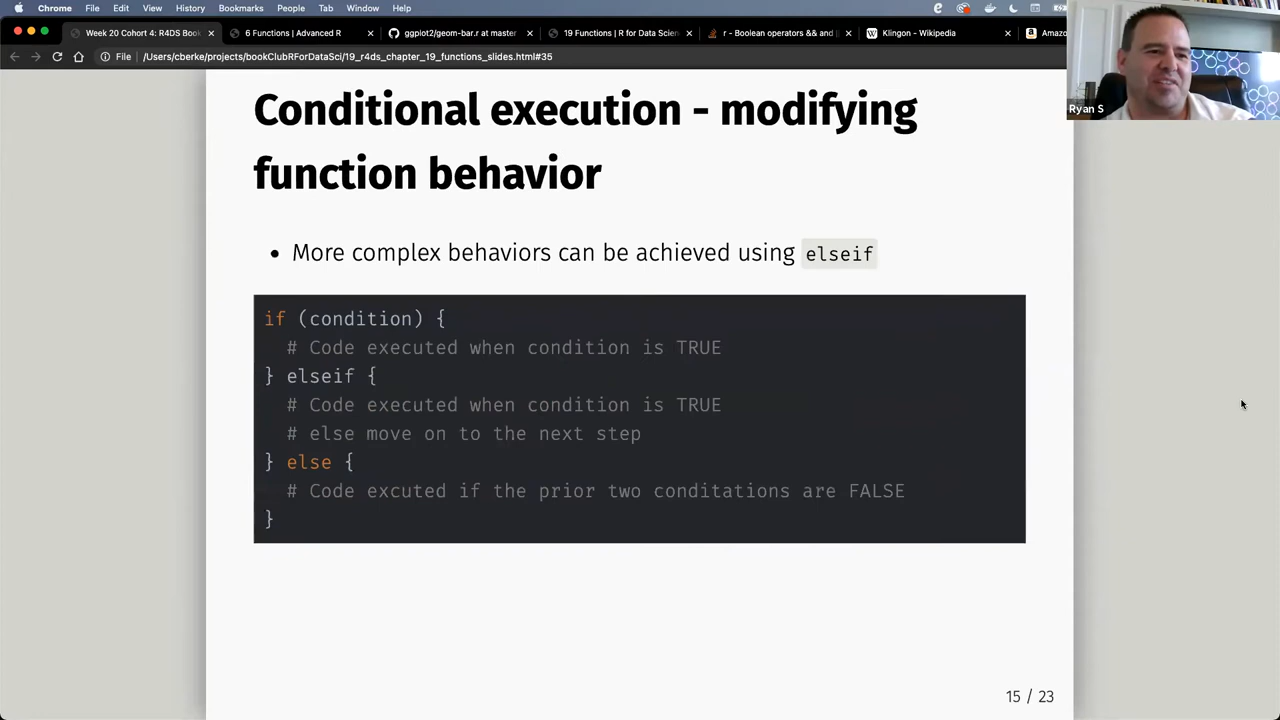 Chrome File Edit View History Bookmarks People Tab Window Help
Week 20 Cohort 4: R4DS Boo
6 Functions | Advanced R
ggplot2/geom-bar.r at master
19 Functions | R for Data Scien
r - Boolean operators && and ||
Klingon - Wikipedia
Amazo
File /Users/cberke/projects/bookClubRForDataSci/19_r4ds_chapter_19_functions_slides.html#35
Ryan S
Conditional execution - modifying
function behavior
• More complex behaviors can be achieved using elseif
if (condition) {
# Code executed when condition is TRUE
} elseif {
# Code executed when condition is TRUE
# else move on to the next step
} else {
# Code excuted if the prior two conditations are FALSE
}
15 / 23